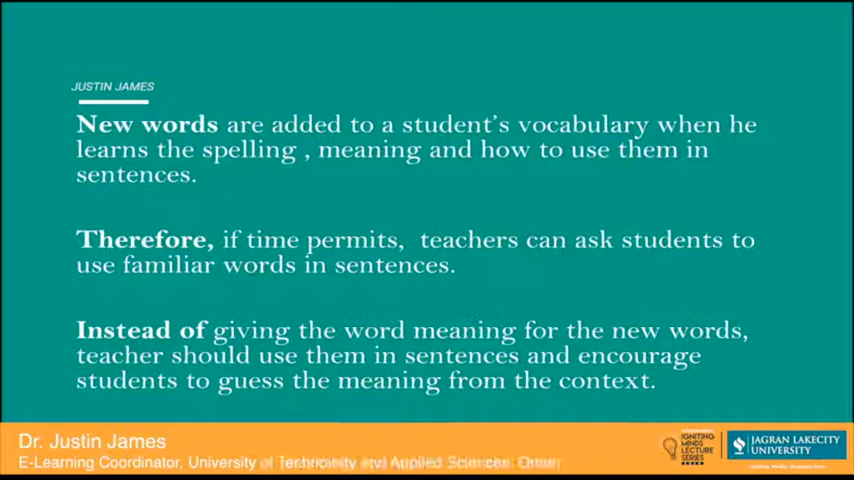 JUSTIN JAMES
New words are added to a student's vocabulary when he
learns the spelling , meaning and how to use them in
sentences.
Therefore, if time permits, teachers can ask students to
use familiar words in sentences.
Instead of giving the word meaning for the new words,
teacher should use them in sentences and encourage
students to guess the meaning from the context.
Dr. Justin James
E-Learning Coordinator, University of and Applied Sciences Oman
IGNITING
MINDS
LECTURE
SERIES
JAGRAN LAKECITY
UNIVERSITY